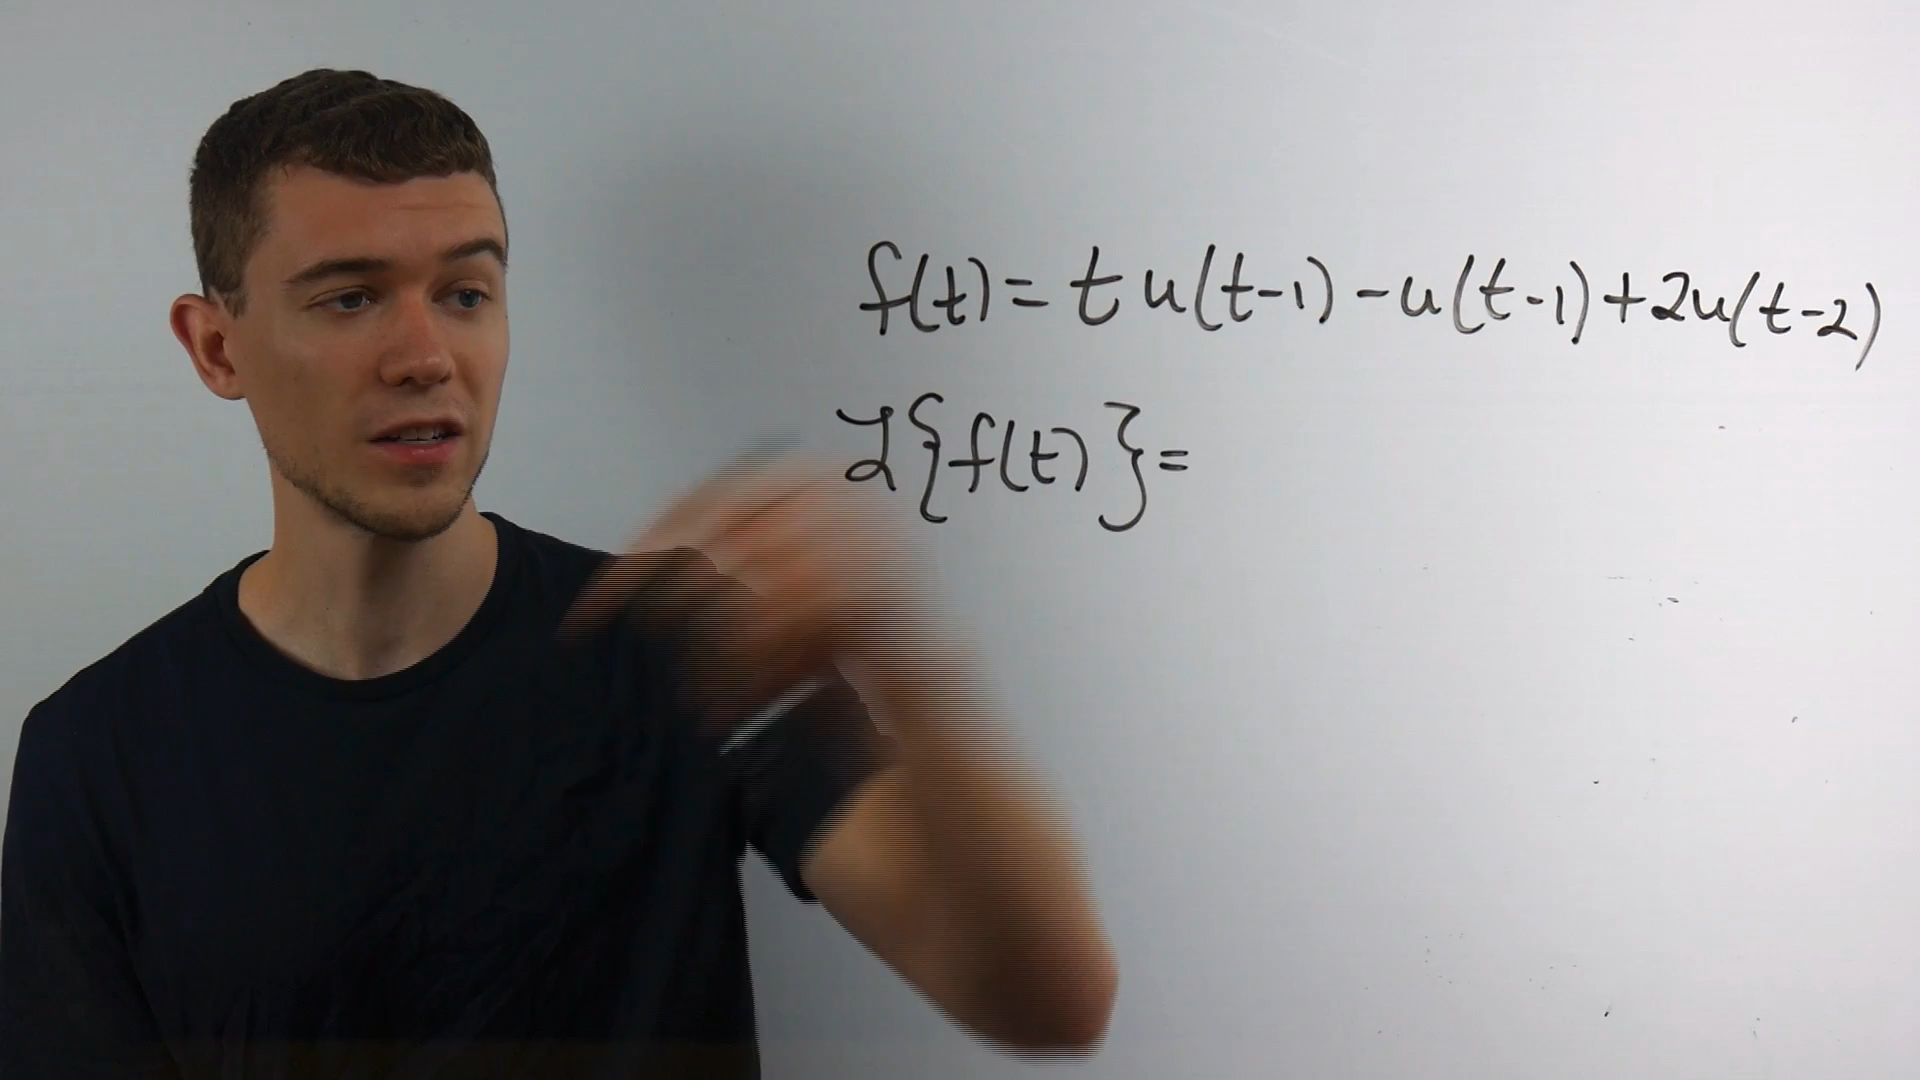 f(t) = t u(t-1) - u(t-1) + 2u(t-2)
ℒ{f(t)} =